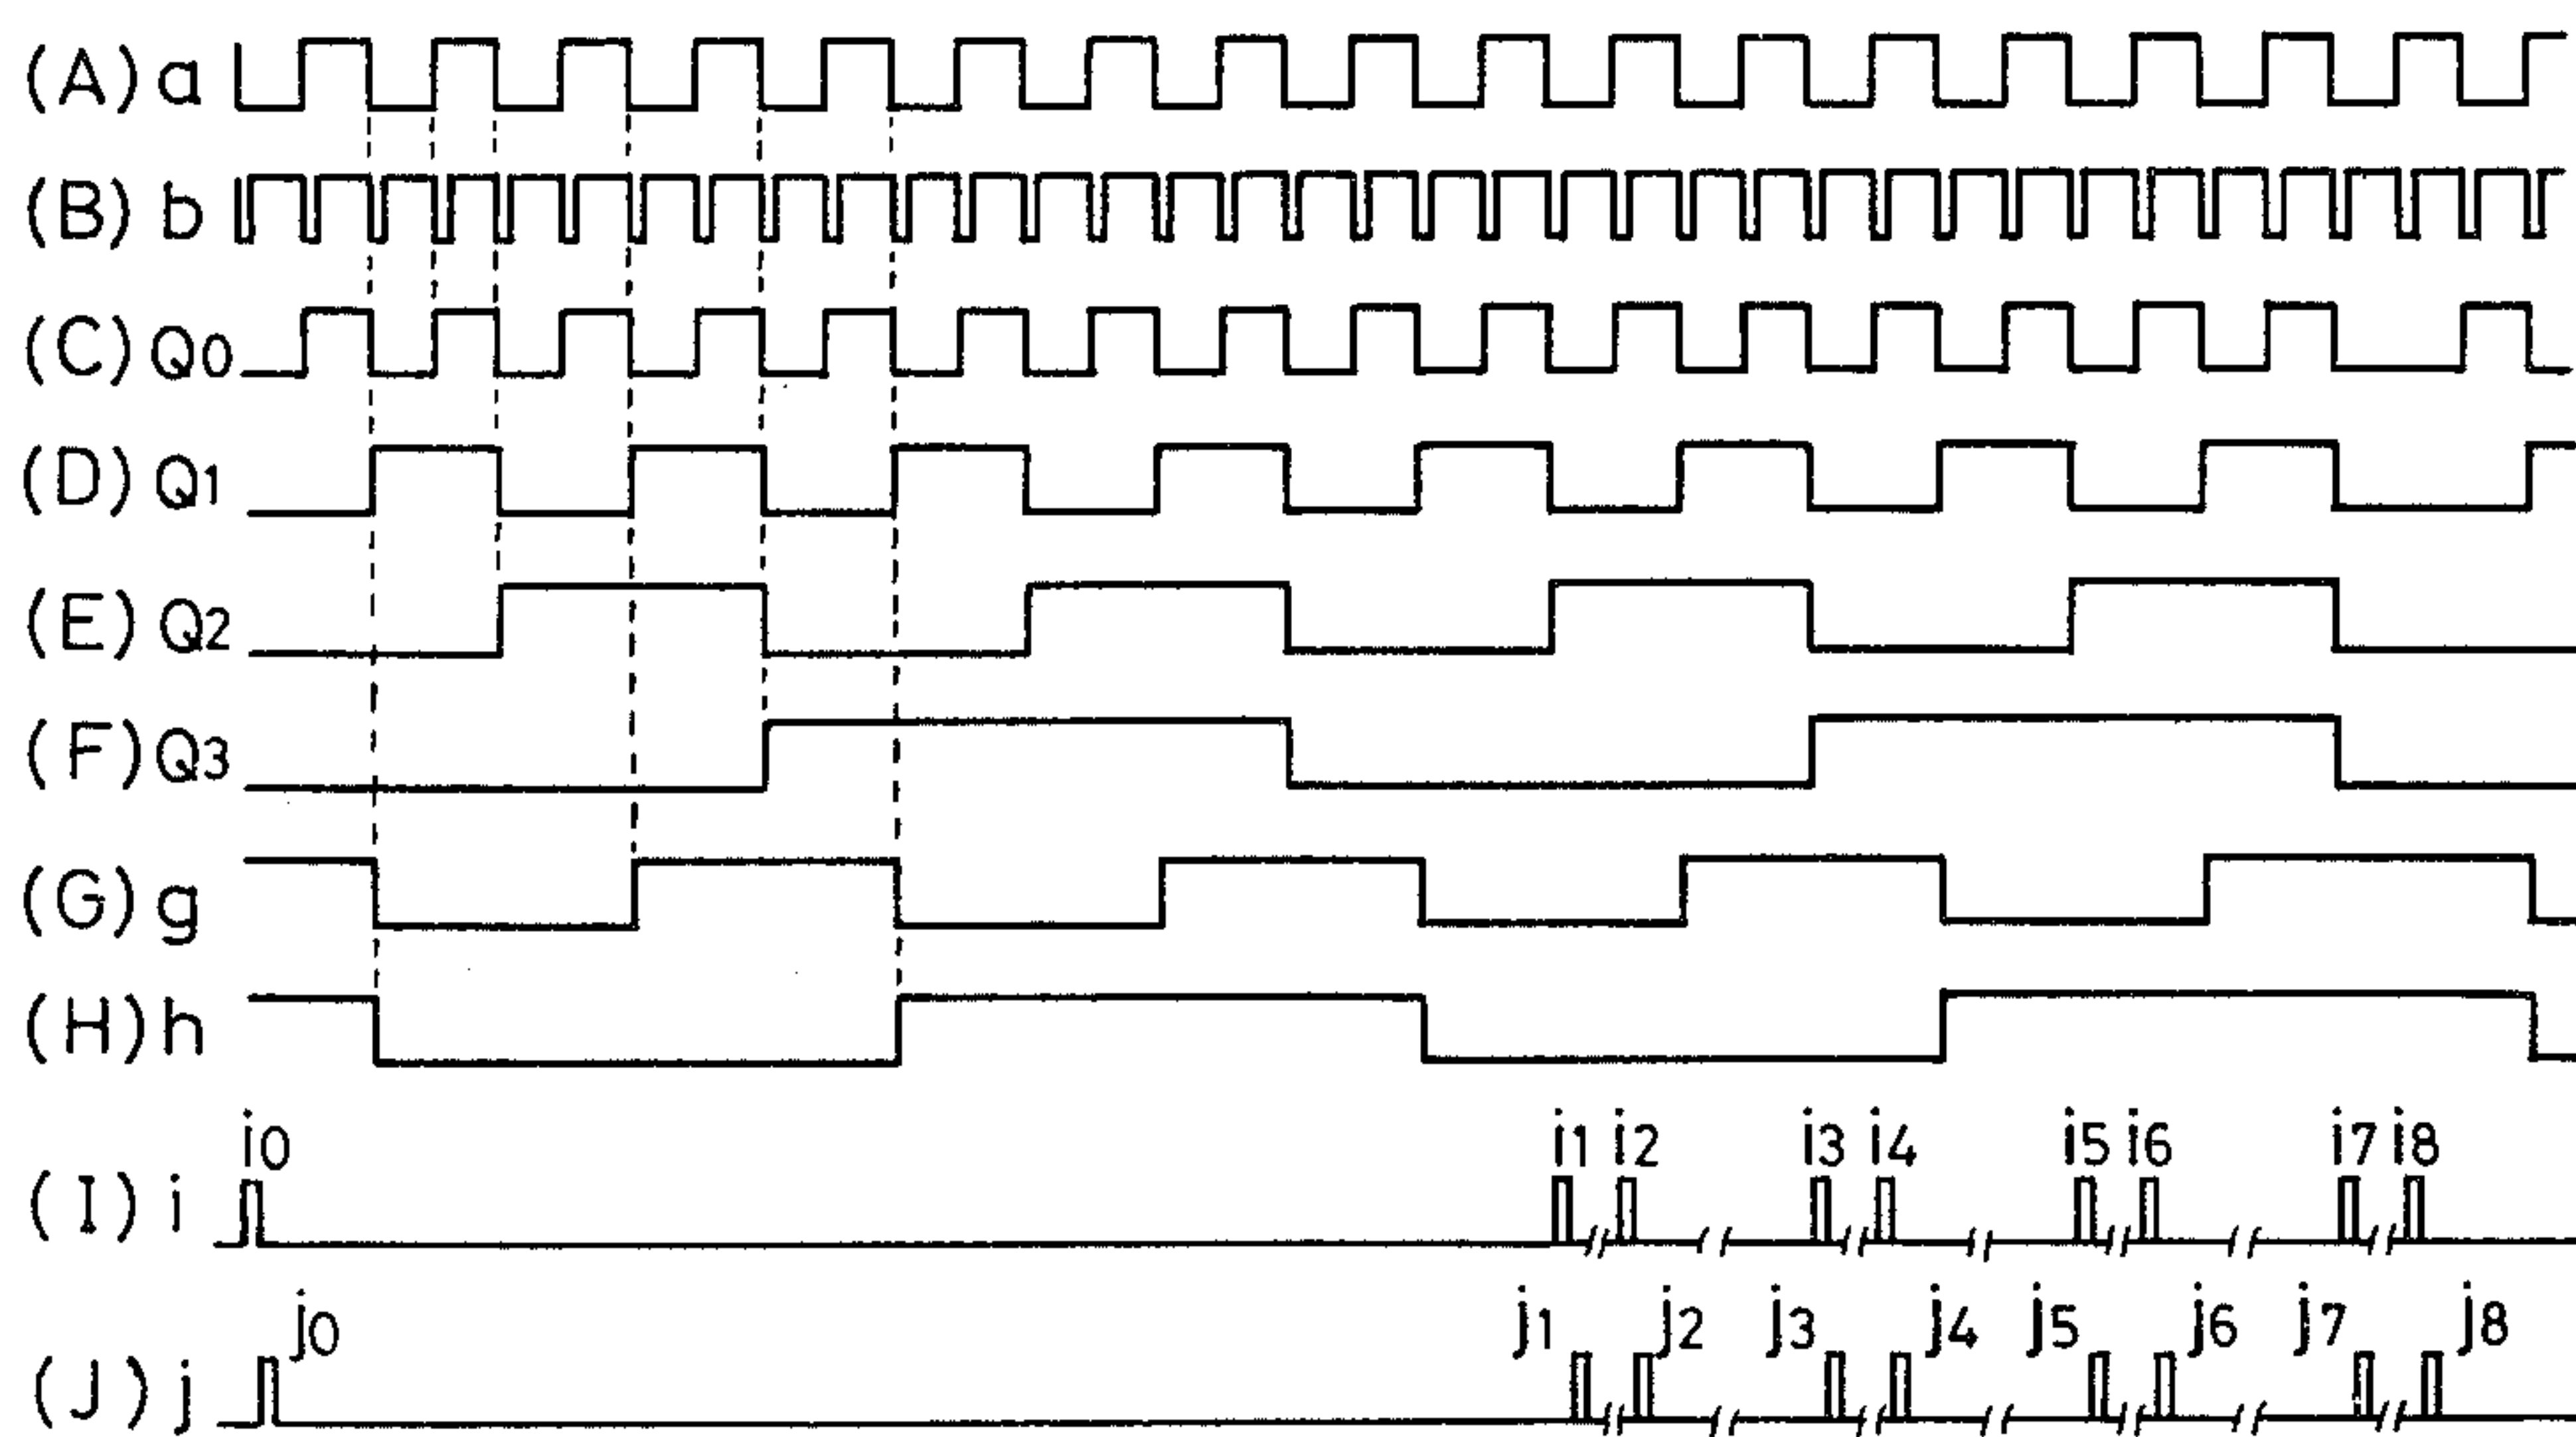 (A) a
(B) b
(C) Q0
(D) Q1
(E) Q2
(F) Q3
(G) g
(H) h
i0 i1 i2 i3 i4 i5 i6 i7 i8
(I) i
j0 j1 j2 j3 j4 j5 j6 j7 j8
(J) j